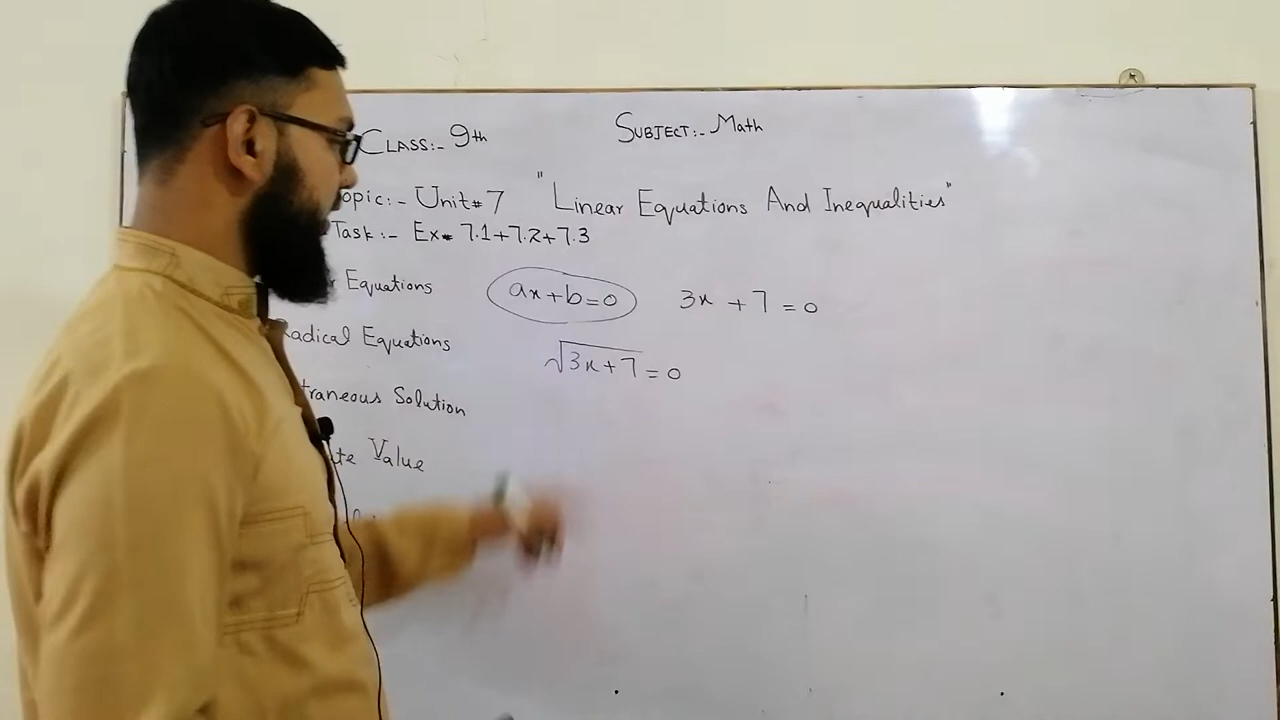 CLASS:- 9th SUBJECT:- Math
opic:- Unit# 7 "Linear Equations And Inequalities"
Task:- Ex# 7.1+7.2+7.3
Equations ax+b=0 3x+7=0
Radical Equations √3x+7=0
traneous Solution
te Value